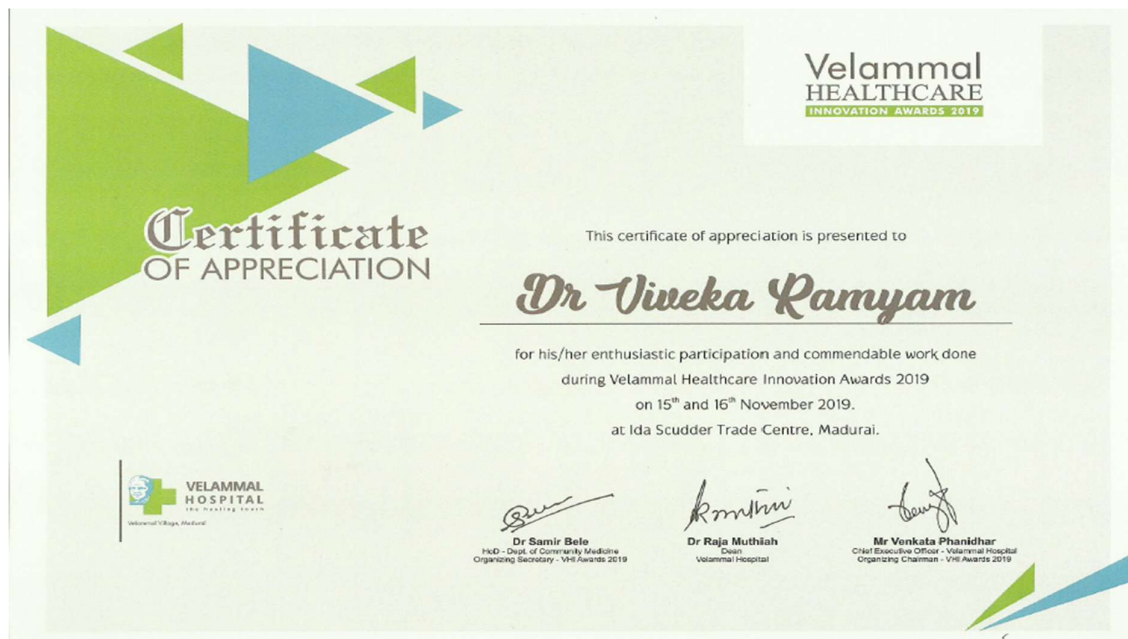 Velammal
HEALTHCARE
INNOVATION AWARDS 2019
Certificate
OF APPRECIATION
This certificate of appreciation is presented to
Dr Viveka Ramyam
for his/her enthusiastic participation and commendable work done
during Velammal Healthcare Innovation Awards 2019
on 15th and 16th November 2019.
at Ida Scudder Trade Centre, Madurai.
VELAMMAL
HOSPITAL
the healing touch
Velammal Village, Madurai
Dr Samir Bele
HoD - Dept. of Community Medicine
Organizing Secretary - VHI Awards 2019
Dr Raja Muthiah
Dean
Velammal Hospital
Mr Venkata Phanidhar
Chief Executive Officer - Velammal Hospital
Organizing Chairman - VHI Awards 2019